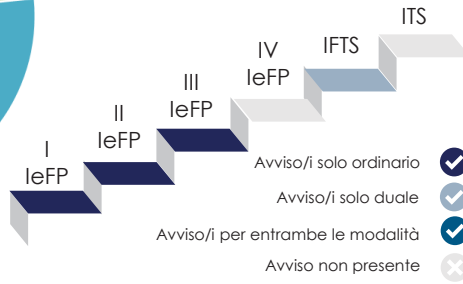 ITS
IFTS
IV
IeFP
III
IeFP
II
IeFP
I
IeFP
Avviso/i solo ordinario
Avviso/i solo duale
Avviso/i per entrambe le modalità
Avviso non presente